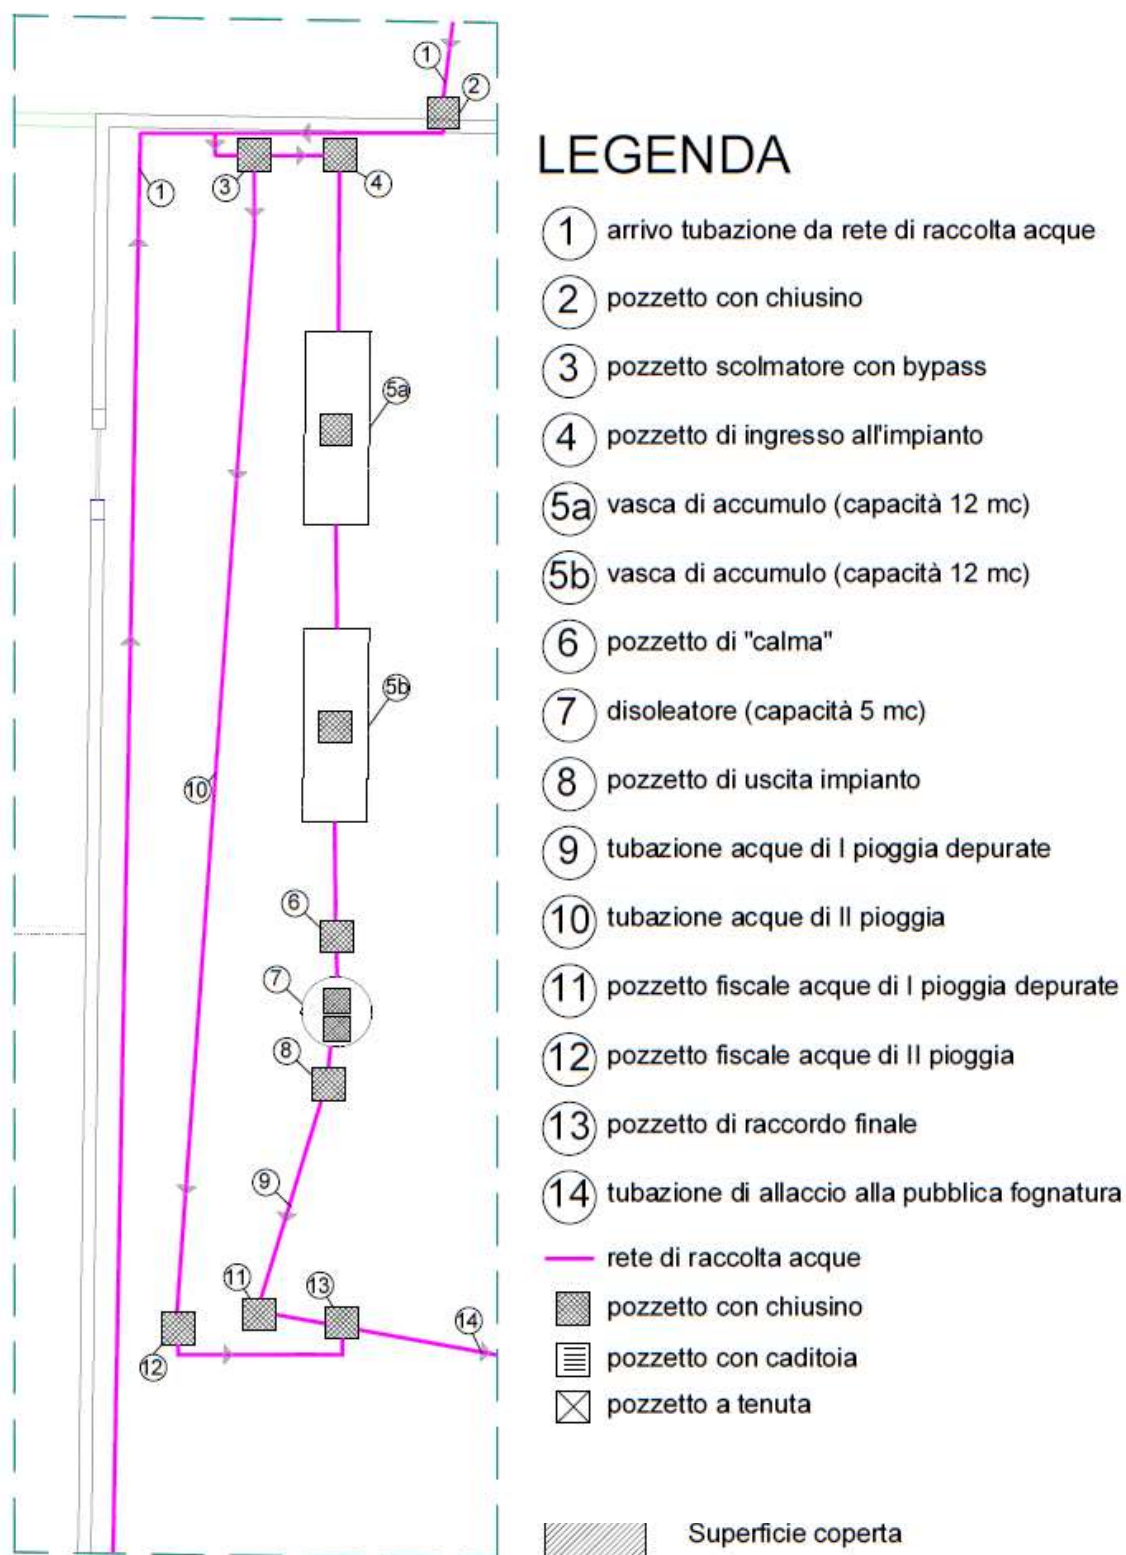 1
2
1
3
4
5a
5b
10
6
7
8
9
11
13
14
12
LEGENDA
1 arrivo tubazione da rete di raccolta acque
2 pozzetto con chiusino
3 pozzetto scolmatore con bypass
4 pozzetto di ingresso all'impianto
5a vasca di accumulo (capacità 12 mc)
5b vasca di accumulo (capacità 12 mc)
6 pozzetto di "calma"
7 disoleatore (capacità 5 mc)
8 pozzetto di uscita impianto
9 tubazione acque di I pioggia depurate
10 tubazione acque di II pioggia
11 pozzetto fiscale acque di I pioggia depurate
12 pozzetto fiscale acque di II pioggia
13 pozzetto di raccordo finale
14 tubazione di allaccio alla pubblica fognatura
rete di raccolta acque
pozzetto con chiusino
pozzetto con caditoia
pozzetto a tenuta
Superficie coperta